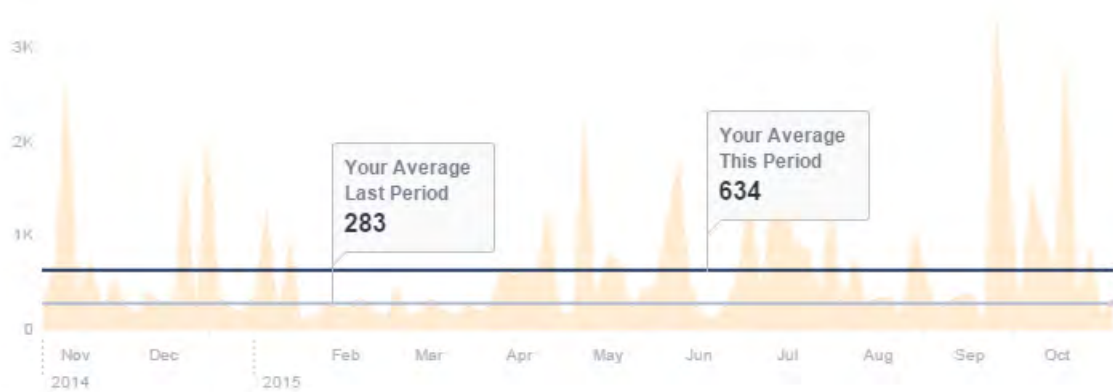 3K
2K
1K
0
Your Average
Last Period
283
Your Average
This Period
634
Nov Dec Feb Mar Apr May Jun Jul Aug Sep Oct
2014 2015